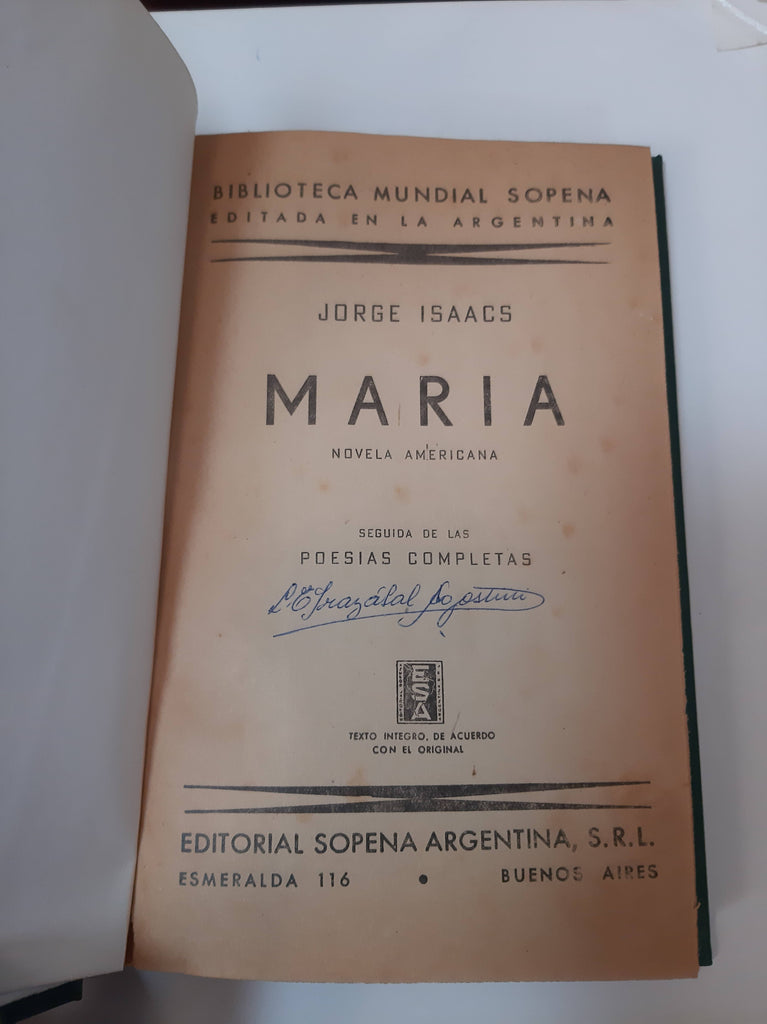 BIBLIOTECA MUNDIAL SOPENA
EDITADA EN LA ARGENTINA
JORGE ISAACS
MARIA
NOVELA AMERICANA
SEGUIDA DE LAS
POESIAS COMPLETAS
ESA
TEXTO INTEGRO, DE ACUERDO
CON EL ORIGINAL
EDITORIAL SOPENA ARGENTINA, S.R.L.
ESMERALDA 116 • BUENOS AIRES